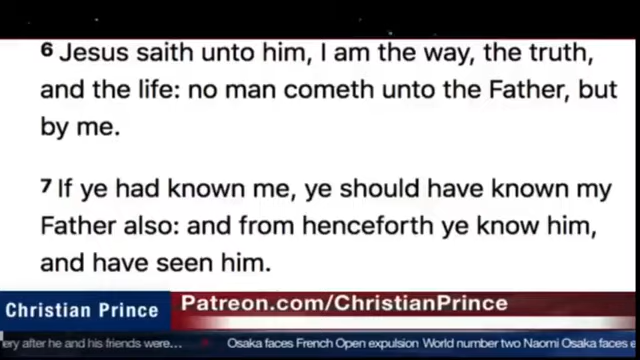 6 Jesus saith unto him, I am the way, the truth,
and the life: no man cometh unto the Father, but
by me.
7 If ye had known me, ye should have known my
Father also: and from henceforth ye know him,
and have seen him.
Christian Prince
Patreon.com/ChristianPrince
after he and his friends were... Osaka faces French Open expulsion World number two Naomi Osaka faces